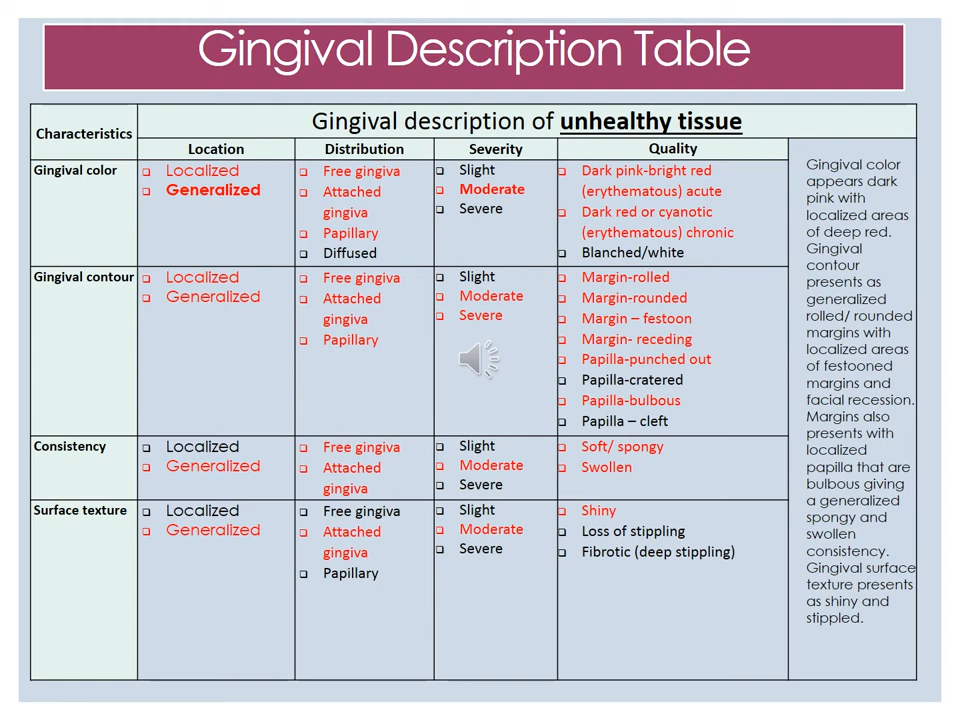 Gingival Description Table
Characteristics
Gingival description of unhealthy tissue
Location
Distribution
Severity
Quality
Gingival color
Localized
Generalized
Free gingiva
Attached
gingiva
Papillary
Diffused
Slight
Moderate
Severe
Dark pink-bright red
(erythematous) acute
Dark red or cyanotic
(erythematous) chronic
Blanched/white
Gingival contour
Localized
Generalized
Free gingiva
Attached
gingiva
Papillary
Slight
Moderate
Severe
Margin-rolled
Margin-rounded
Margin – festoon
Margin- receding
Papilla-punched out
Papilla-cratered
Papilla-bulbous
Papilla – cleft
Consistency
Localized
Generalized
Free gingiva
Attached
gingiva
Slight
Moderate
Severe
Soft/ spongy
Swollen
Surface texture
Localized
Generalized
Free gingiva
Attached
gingiva
Papillary
Slight
Moderate
Severe
Shiny
Loss of stippling
Fibrotic (deep stippling)
Gingival color
appears dark
pink with
localized areas
of deep red.
Gingival
contour
presents as
generalized
rolled/ rounded
margins with
localized areas
of festooned
margins and
facial recession.
Margins also
presents with
localized
papilla that are
bulbous giving
a generalized
spongy and
swollen
consistency.
Gingival surface
texture presents
as shiny and
stippled.